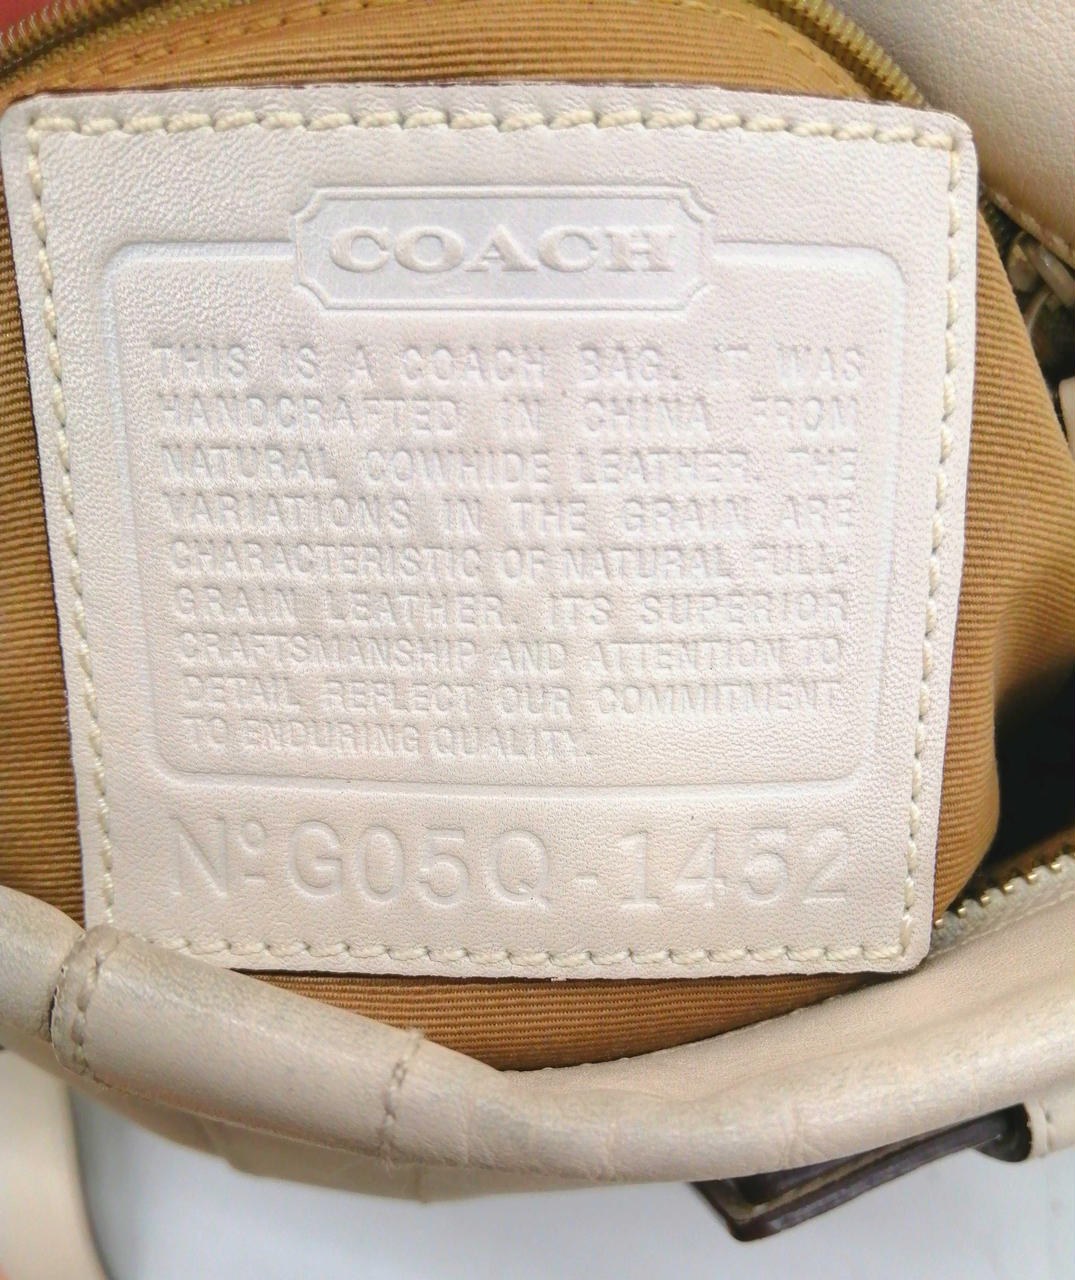 COACH
THIS IS A COACH BAG. IT WAS
HANDCRAFTED IN CHINA FROM
NATURAL COWHIDE LEATHER. THE
VARIATIONS IN THE GRAIN ARE
CHARACTERISTIC OF NATURAL FULL-
GRAIN LEATHER. ITS SUPERIOR
CRAFTSMANSHIP AND ATTENTION TO
DETAIL REFLECT OUR COMMITMENT
TO ENDURING QUALITY.
Nº G05Q-1452